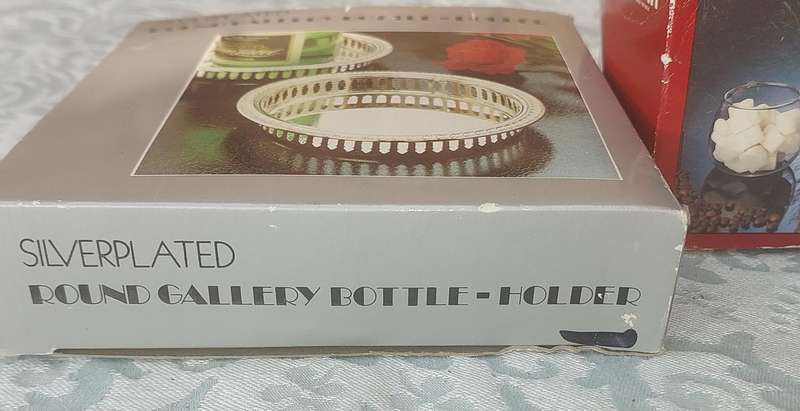 SILVERPLATED
ROUND GALLERY BOTTLE - HOLDER